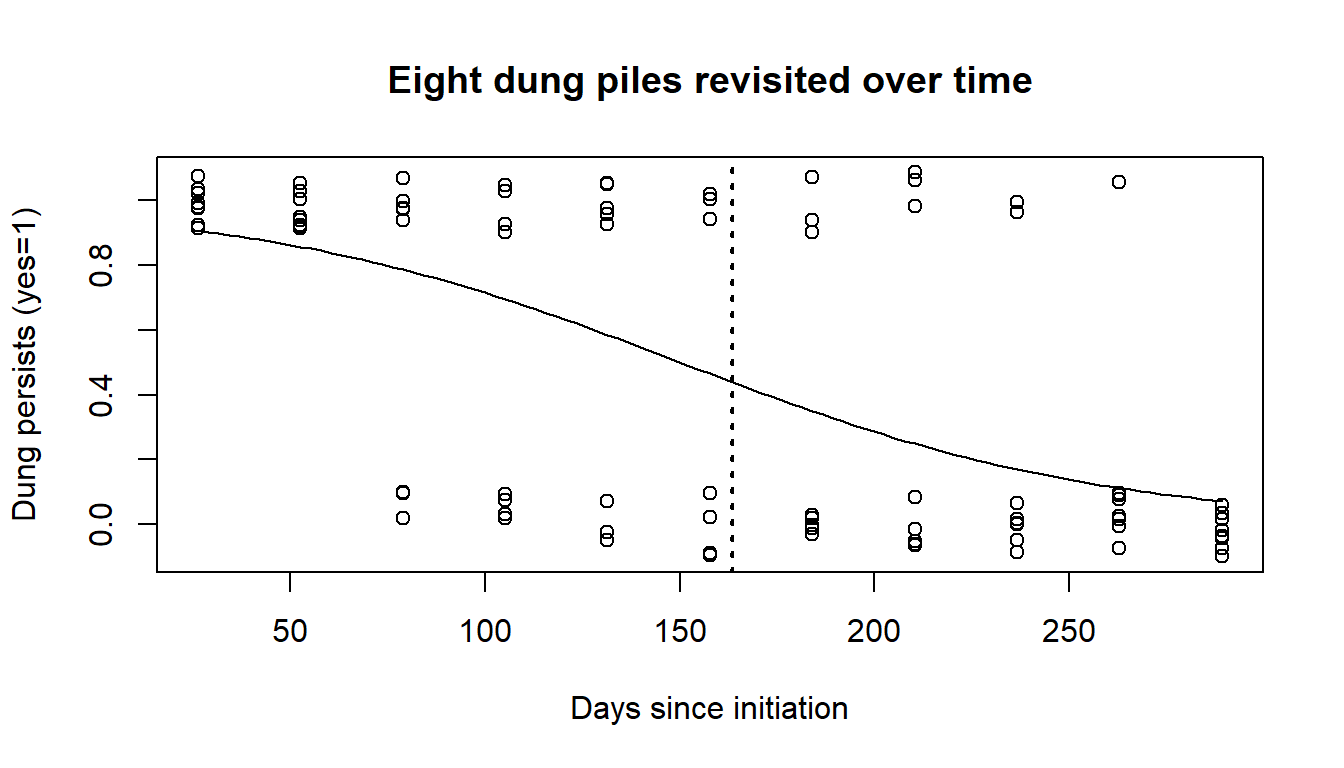 Eight dung piles revisited over time
Dung persists (yes=1)
0.8
0.4
0.0
50 100 150 200 250
Days since initiation